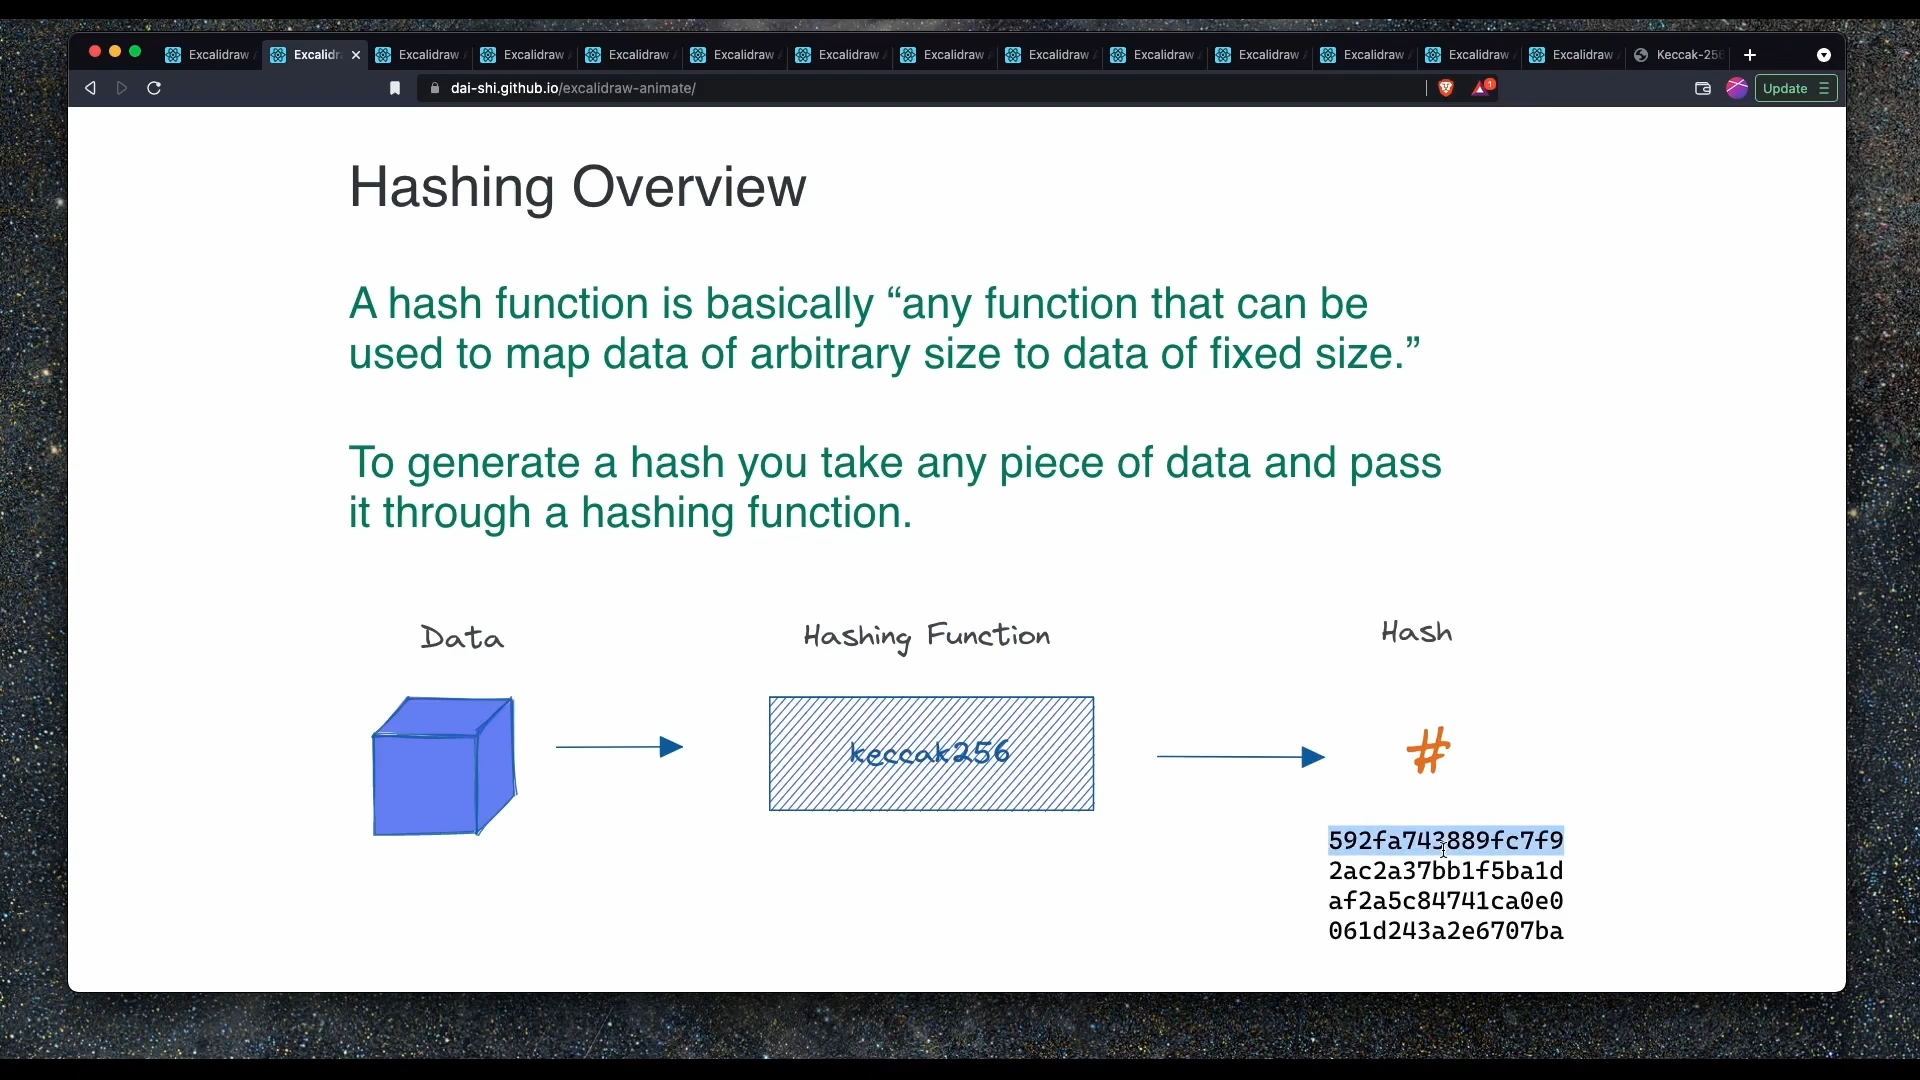 Excalidraw Excalidr Excalidraw Excalidraw Excalidraw Excalidraw Excalidraw Excalidraw Excalidraw Excalidraw Excalidraw Excalidraw Excalidraw Excalidraw Keccak-256
dai-shi.github.io/excalidraw-animate/ 1 Update
Hashing Overview
A hash function is basically “any function that can be
used to map data of arbitrary size to data of fixed size.”
To generate a hash you take any piece of data and pass
it through a hashing function.
Data Hashing Function Hash
keccak256 #
592fa743889fc7f9
2ac2a37bb1f5ba1d
af2a5c84741ca0e0
061d243a2e6707ba